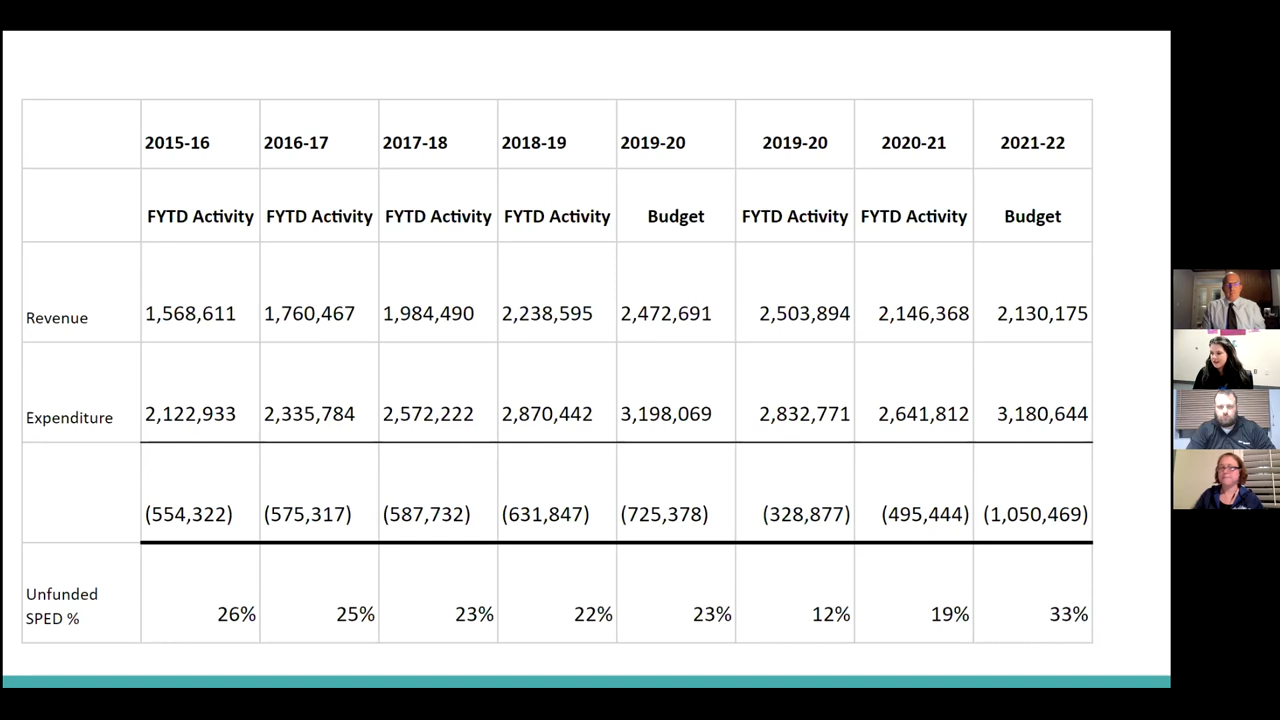 2015-16 2016-17 2017-18 2018-19 2019-20 2019-20 2020-21 2021-22
FYTD Activity FYTD Activity FYTD Activity FYTD Activity Budget FYTD Activity FYTD Activity Budget
Revenue 1,568,611 1,760,467 1,984,490 2,238,595 2,472,691 2,503,894 2,146,368 2,130,175
Expenditure 2,122,933 2,335,784 2,572,222 2,870,442 3,198,069 2,832,771 2,641,812 3,180,644
(554,322) (575,317) (587,732) (631,847) (725,378) (328,877) (495,444) (1,050,469)
Unfunded
SPED % 26% 25% 23% 22% 23% 12% 19% 33%